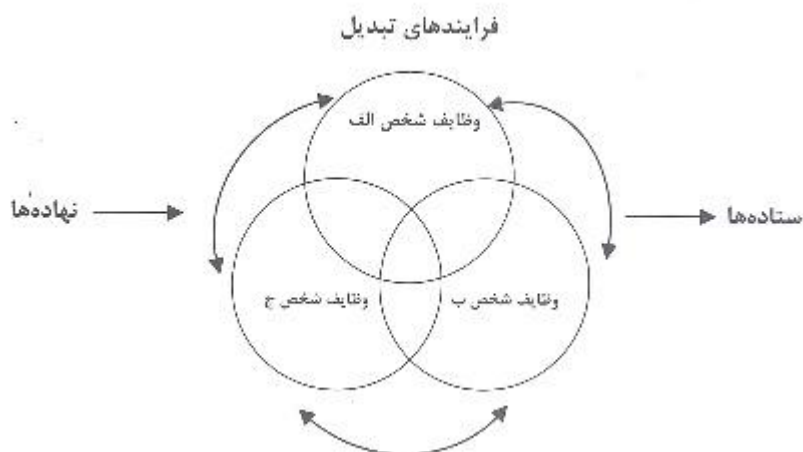 فرایندهای تبدیل
وظایف شخص الف
نهاده‌ها
ستاده‌ها
وظایف شخص ج
وظایف شخص ب